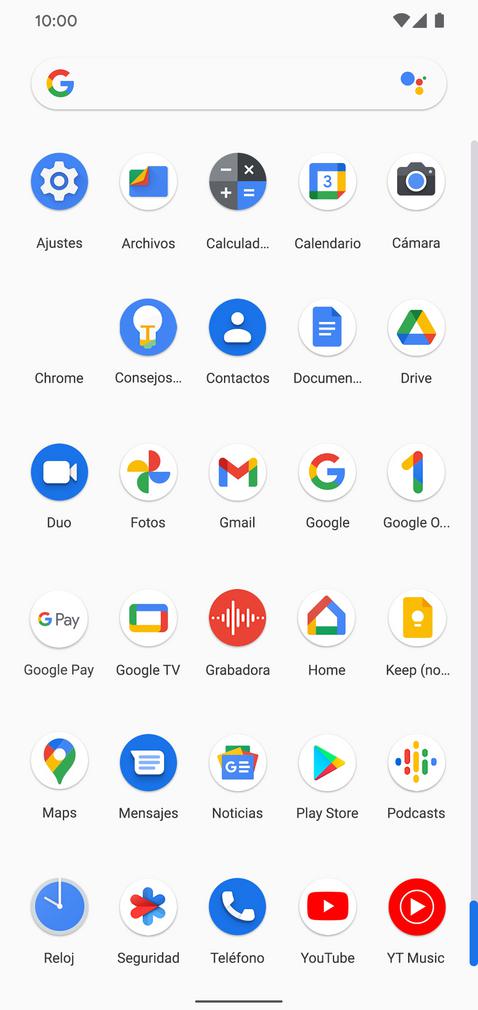 10:00
Ajustes Archivos Calculad... Calendario Cámara
3
Chrome Consejos... Contactos Documen... Drive
Duo Fotos Gmail Google Google O...
G Pay
Google Pay Google TV Grabadora Home Keep (no...
GE
Maps Mensajes Noticias Play Store Podcasts
Reloj Seguridad Teléfono YouTube YT Music